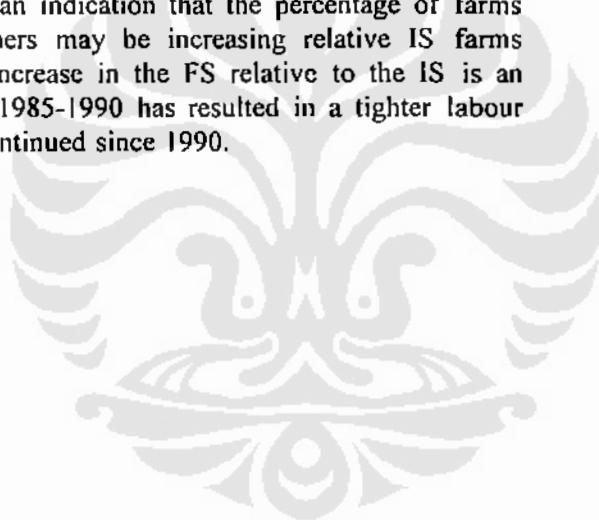 an indication that the percentage of farms
ners may be increasing relative IS farms
ncrease in the FS relative to the IS is an
1985-1990 has resulted in a tighter labour
ntinued since 1990.